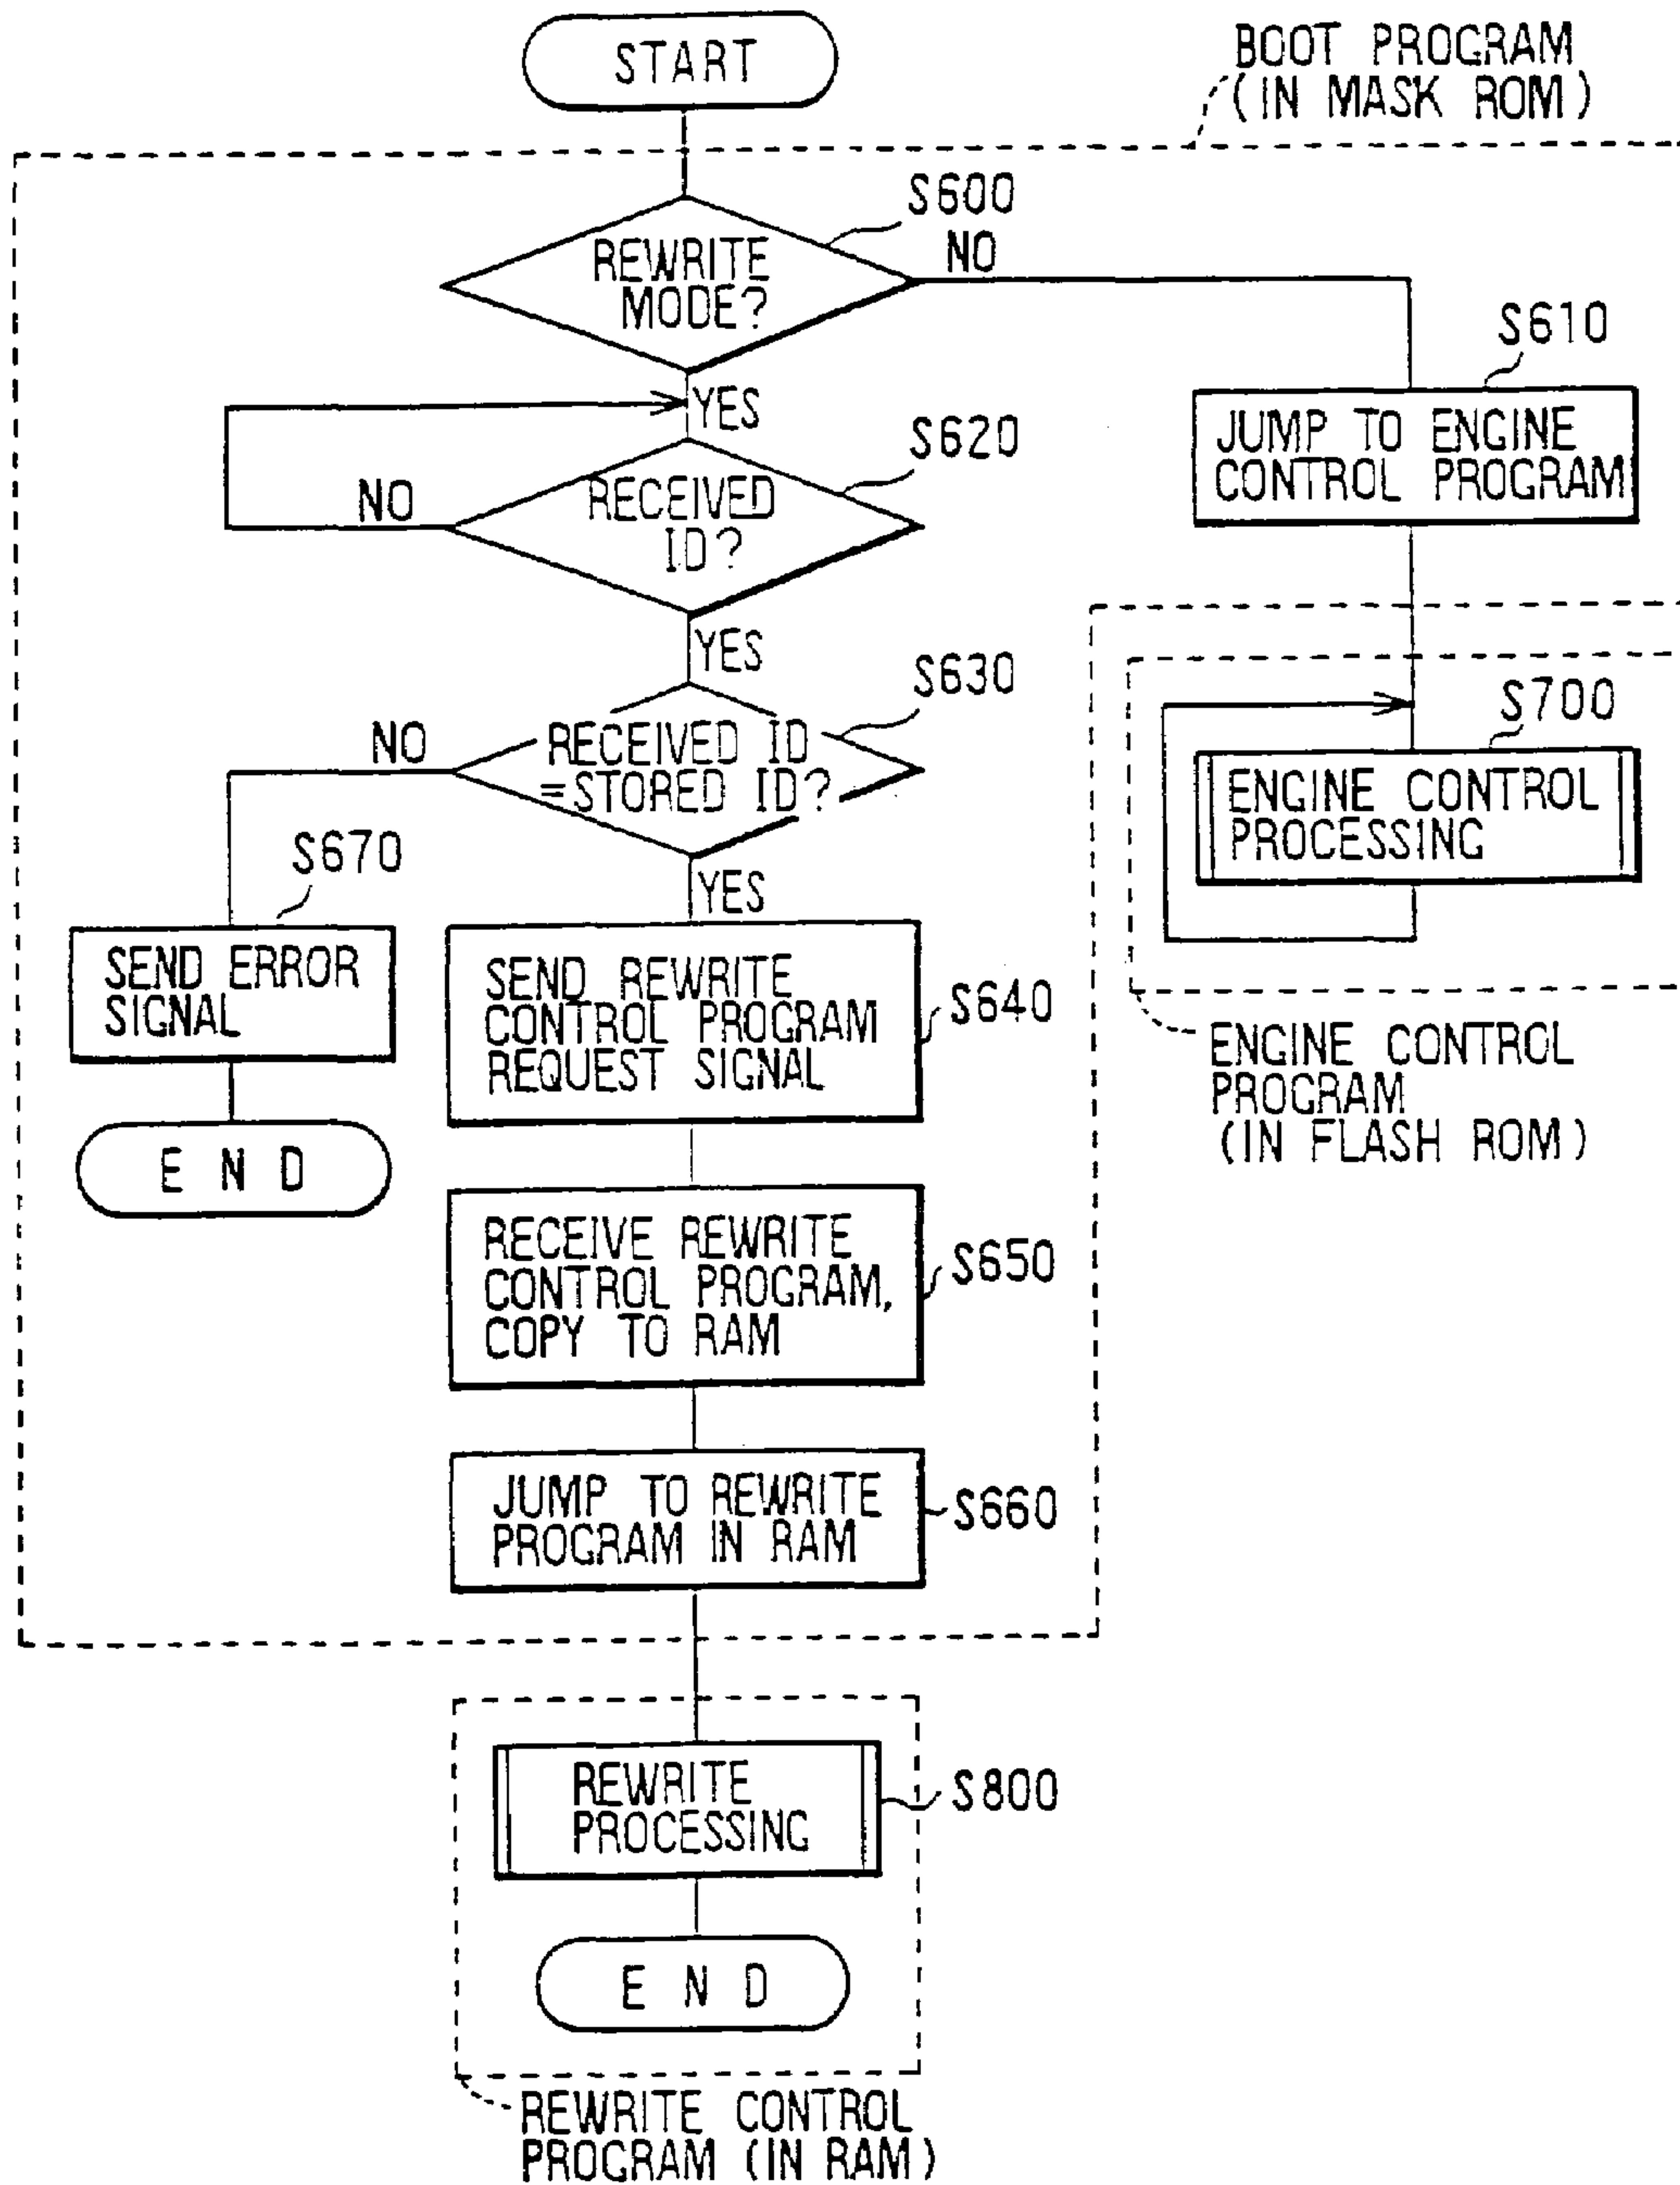 START
BOOT PROGRAM
(IN MASK ROM)
S600
REWRITE
MODE?
NO
YES
S610
JUMP TO ENGINE
CONTROL PROGRAM
S620
RECEIVED
ID?
NO
YES
S630
RECEIVED ID
=STORED ID?
NO
YES
S700
ENGINE CONTROL
PROCESSING
ENGINE CONTROL
PROGRAM
(IN FLASH ROM)
S670
SEND ERROR
SIGNAL
END
SEND REWRITE
CONTROL PROGRAM
REQUEST SIGNAL
S640
RECEIVE REWRITE
CONTROL PROGRAM,
COPY TO RAM
S650
JUMP TO REWRITE
PROGRAM IN RAM
S660
REWRITE
PROCESSING
S800
END
REWRITE CONTROL
PROGRAM (IN RAM)